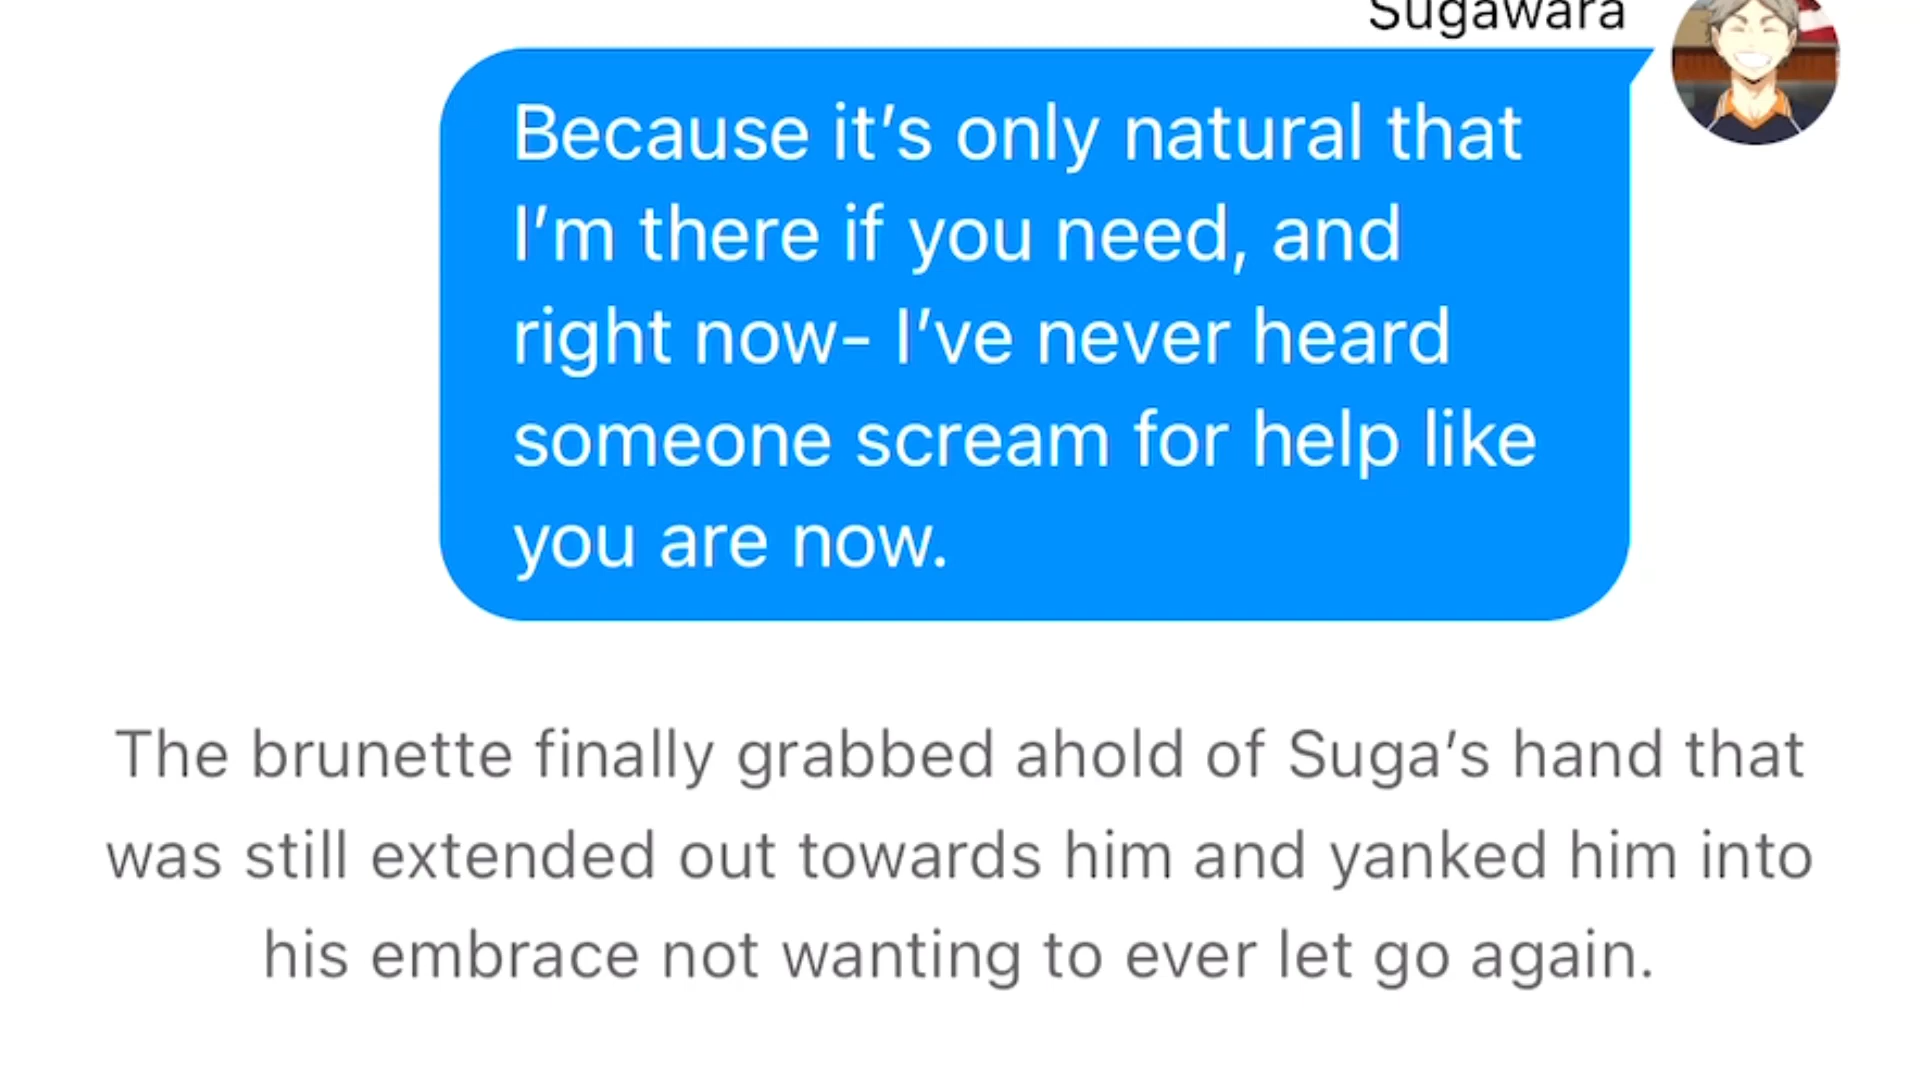 Sugawara
Because it’s only natural that
I’m there if you need, and
right now- I’ve never heard
someone scream for help like
you are now.
The brunette finally grabbed ahold of Suga’s hand that
was still extended out towards him and yanked him into
his embrace not wanting to ever let go again.